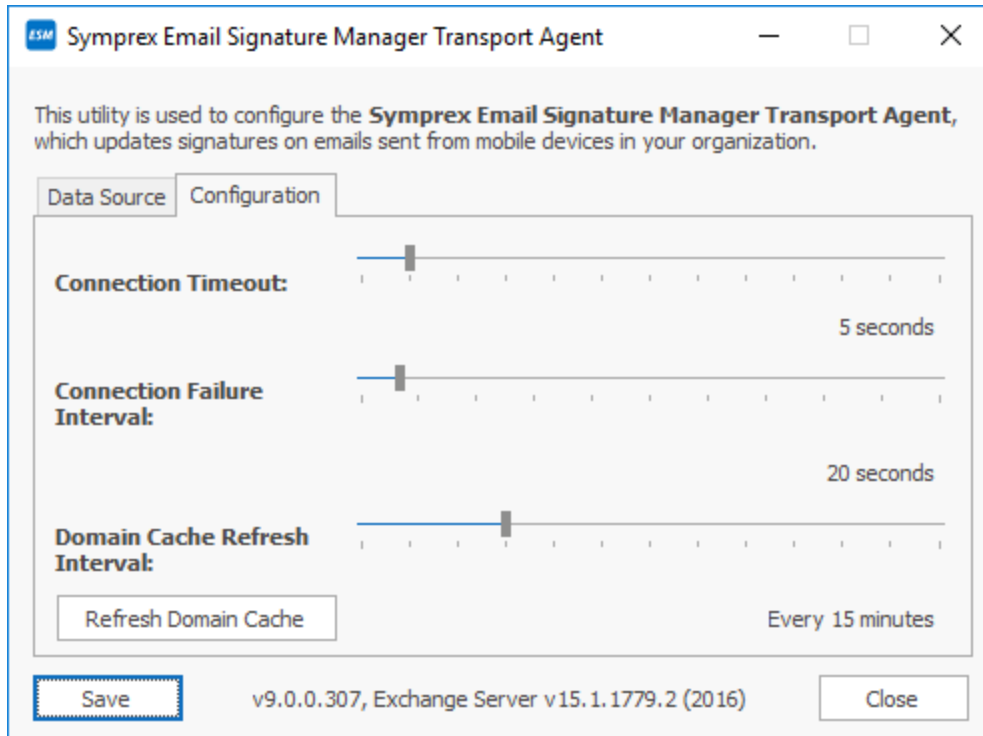 ESM Symprex Email Signature Manager Transport Agent
This utility is used to configure the Symprex Email Signature Manager Transport Agent,
which updates signatures on emails sent from mobile devices in your organization.
Data Source Configuration
Connection Timeout:
5 seconds
Connection Failure
Interval:
20 seconds
Domain Cache Refresh
Interval:
Refresh Domain Cache Every 15 minutes
Save v9.0.0.307, Exchange Server v15.1.1779.2 (2016) Close